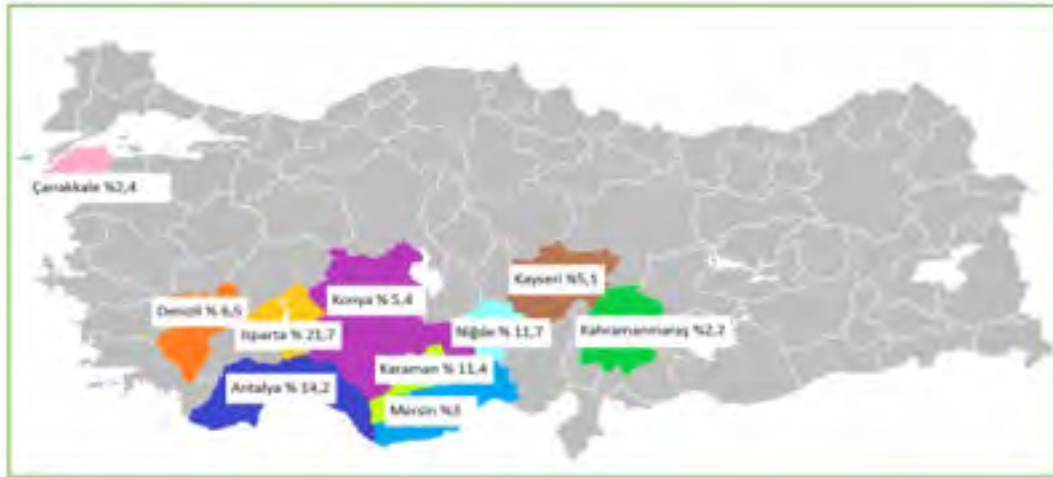 Çanakkale %2,4
Kayseri %5,1
Konya % 5,4
Denizli % 6,5
Isparta % 21,7
Niğde % 11,7
Kahramanmaraş %2,2
Karaman % 11,4
Antalya % 14,2
Mersin %3